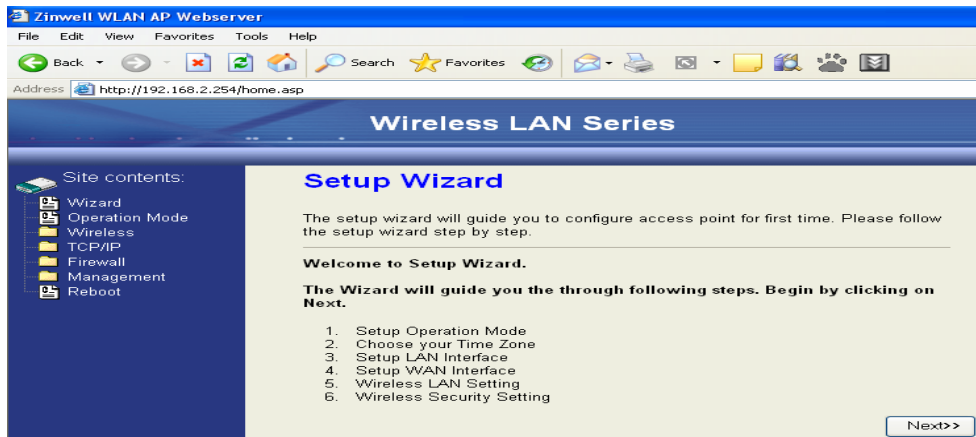 Zinwell WLAN AP Webserver
File Edit View Favorites Tools Help
Back Search Favorites
Address http://192.168.2.254/home.asp
Wireless LAN Series
Site contents:
Wizard
Operation Mode
Wireless
TCP/IP
Firewall
Management
Reboot
Setup Wizard
The setup wizard will guide you to configure access point for first time. Please follow
the setup wizard step by step.
Welcome to Setup Wizard.
The Wizard will guide you the through following steps. Begin by clicking on
Next.
1. Setup Operation Mode
2. Choose your Time Zone
3. Setup LAN Interface
4. Setup WAN Interface
5. Wireless LAN Setting
6. Wireless Security Setting
Next>>